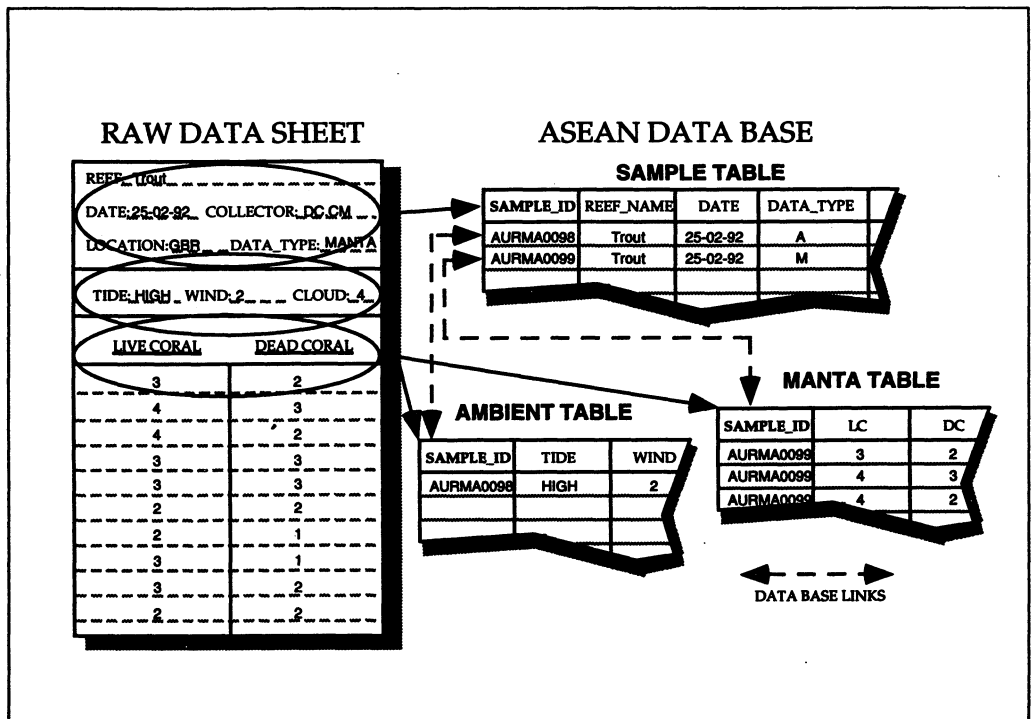 RAW DATA SHEET
REEF: Trout
DATE: 25-02-92 COLLECTOR: DC,CM
LOCATION: GBR DATA_TYPE: MANTA
TIDE: HIGH WIND: 2 CLOUD: 4
LIVE CORAL DEAD CORAL
3 2
4 3
4 2
3 3
3 3
2 2
2 1
3 1
3 2
2 2
ASEAN DATA BASE
SAMPLE TABLE
SAMPLE_ID REEF_NAME DATE DATA_TYPE
AURMA0098 Trout 25-02-92 A
AURMA0099 Trout 25-02-92 M
AMBIENT TABLE
SAMPLE_ID TIDE WIND
AURMA0098 HIGH 2
MANTA TABLE
SAMPLE_ID LC DC
AURMA0099 3 2
AURMA0099 4 3
AURMA0099 4 2
DATA BASE LINKS